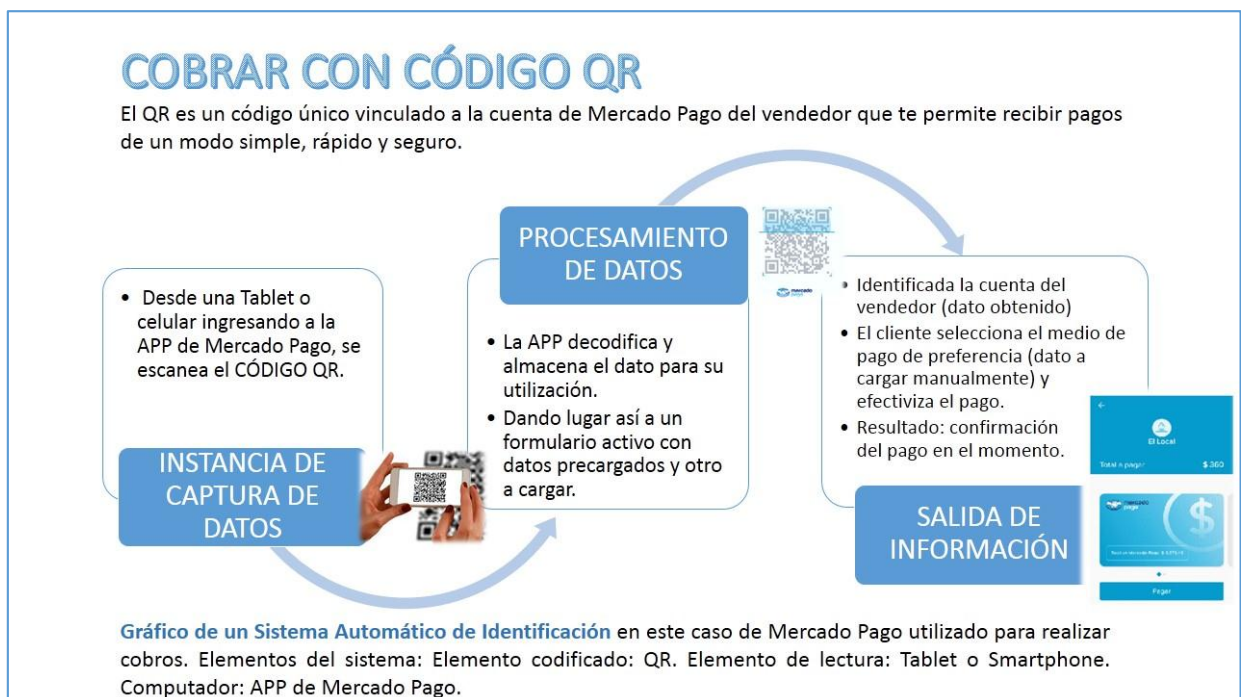 COBRAR CON CÓDIGO QR
El QR es un código único vinculado a la cuenta de Mercado Pago del vendedor que te permite recibir pagos
de un modo simple, rápido y seguro.
• Desde una Tablet o
celular ingresando a la
APP de Mercado Pago, se
escanea el CÓDIGO QR.
INSTANCIA DE
CAPTURA DE
DATOS
PROCESAMIENTO
DE DATOS
mercado
pago
• La APP decodifica y
almacena el dato para su
utilización.
• Dando lugar así a un
formulario activo con
datos precargados y otro
a cargar.
• Identificada la cuenta del
vendedor (dato obtenido)
• El cliente selecciona el medio de
pago de preferencia (dato a
cargar manualmente) y
efectiviza el pago.
• Resultado: confirmación
del pago en el momento.
SALIDA DE
INFORMACIÓN
El Local
Total a pagar $ 360
mercado
pago
$
Pagar
Gráfico de un Sistema Automático de Identificación en este caso de Mercado Pago utilizado para realizar
cobros. Elementos del sistema: Elemento codificado: QR. Elemento de lectura: Tablet o Smartphone.
Computador: APP de Mercado Pago.